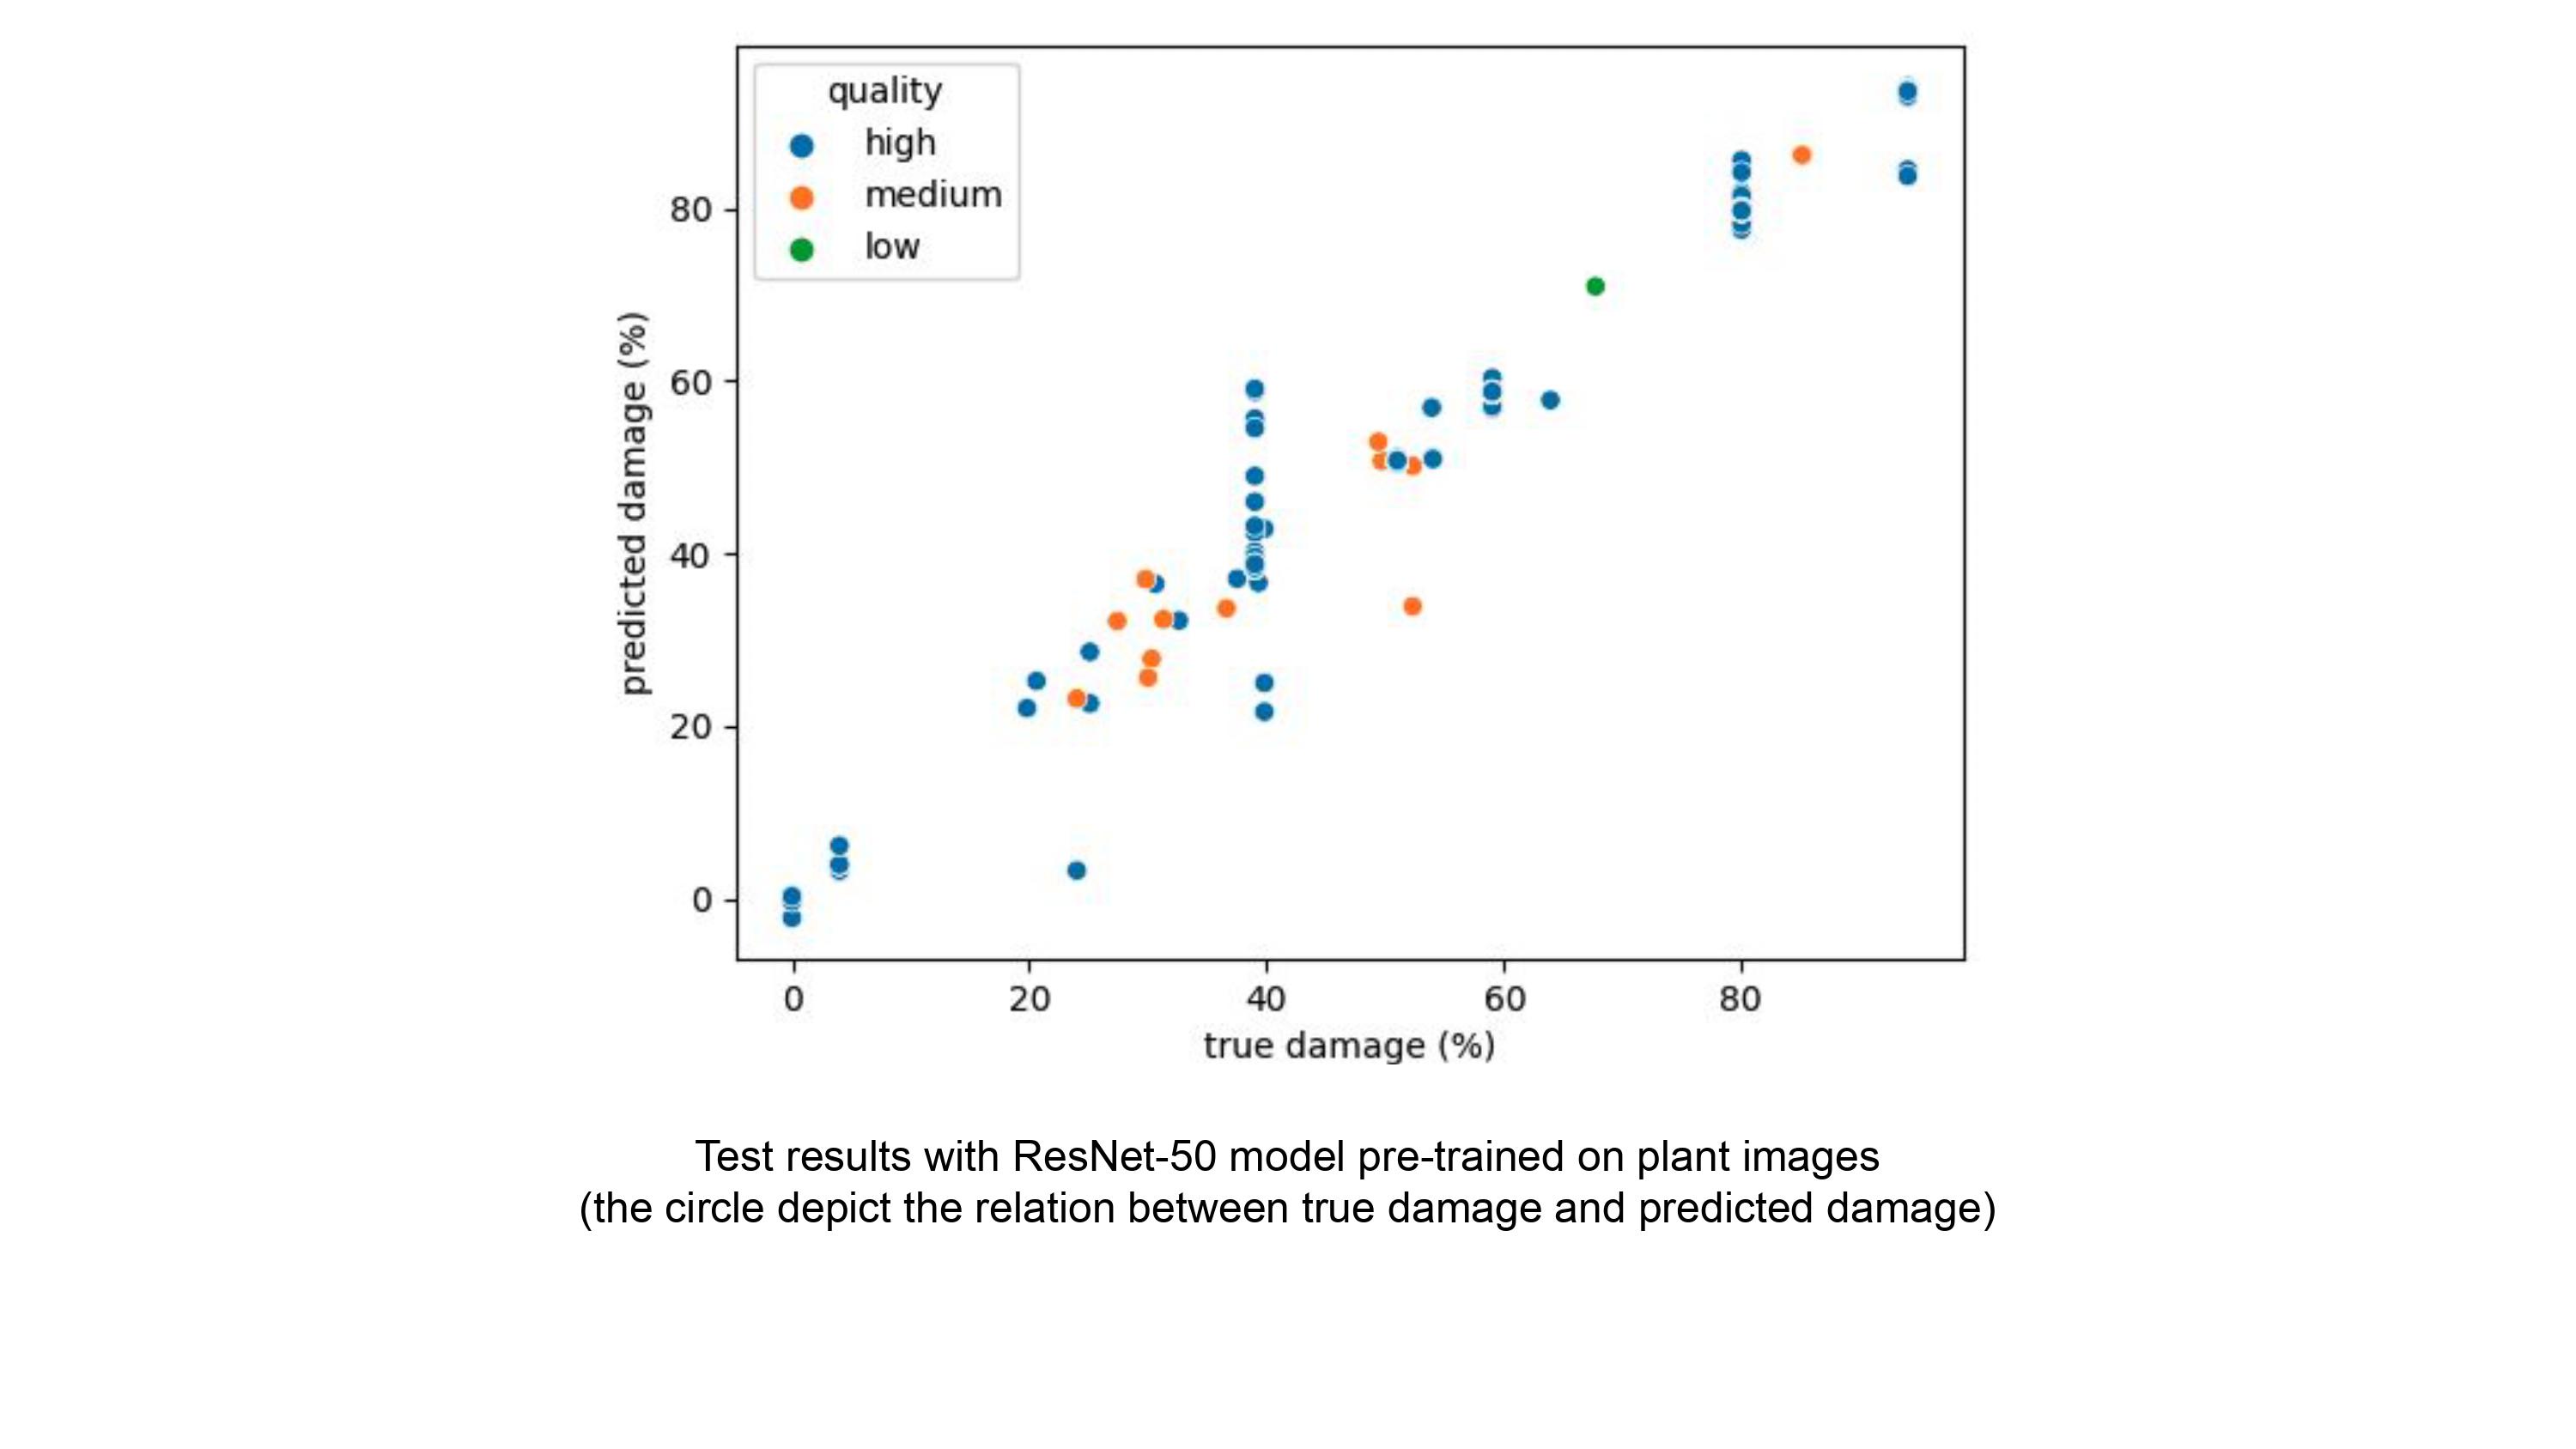 quality
high
medium
low
80
60
40
20
0
predicted damage (%)
0 20 40 60 80
true damage (%)
Test results with ResNet-50 model pre-trained on plant images
(the circle depict the relation between true damage and predicted damage)